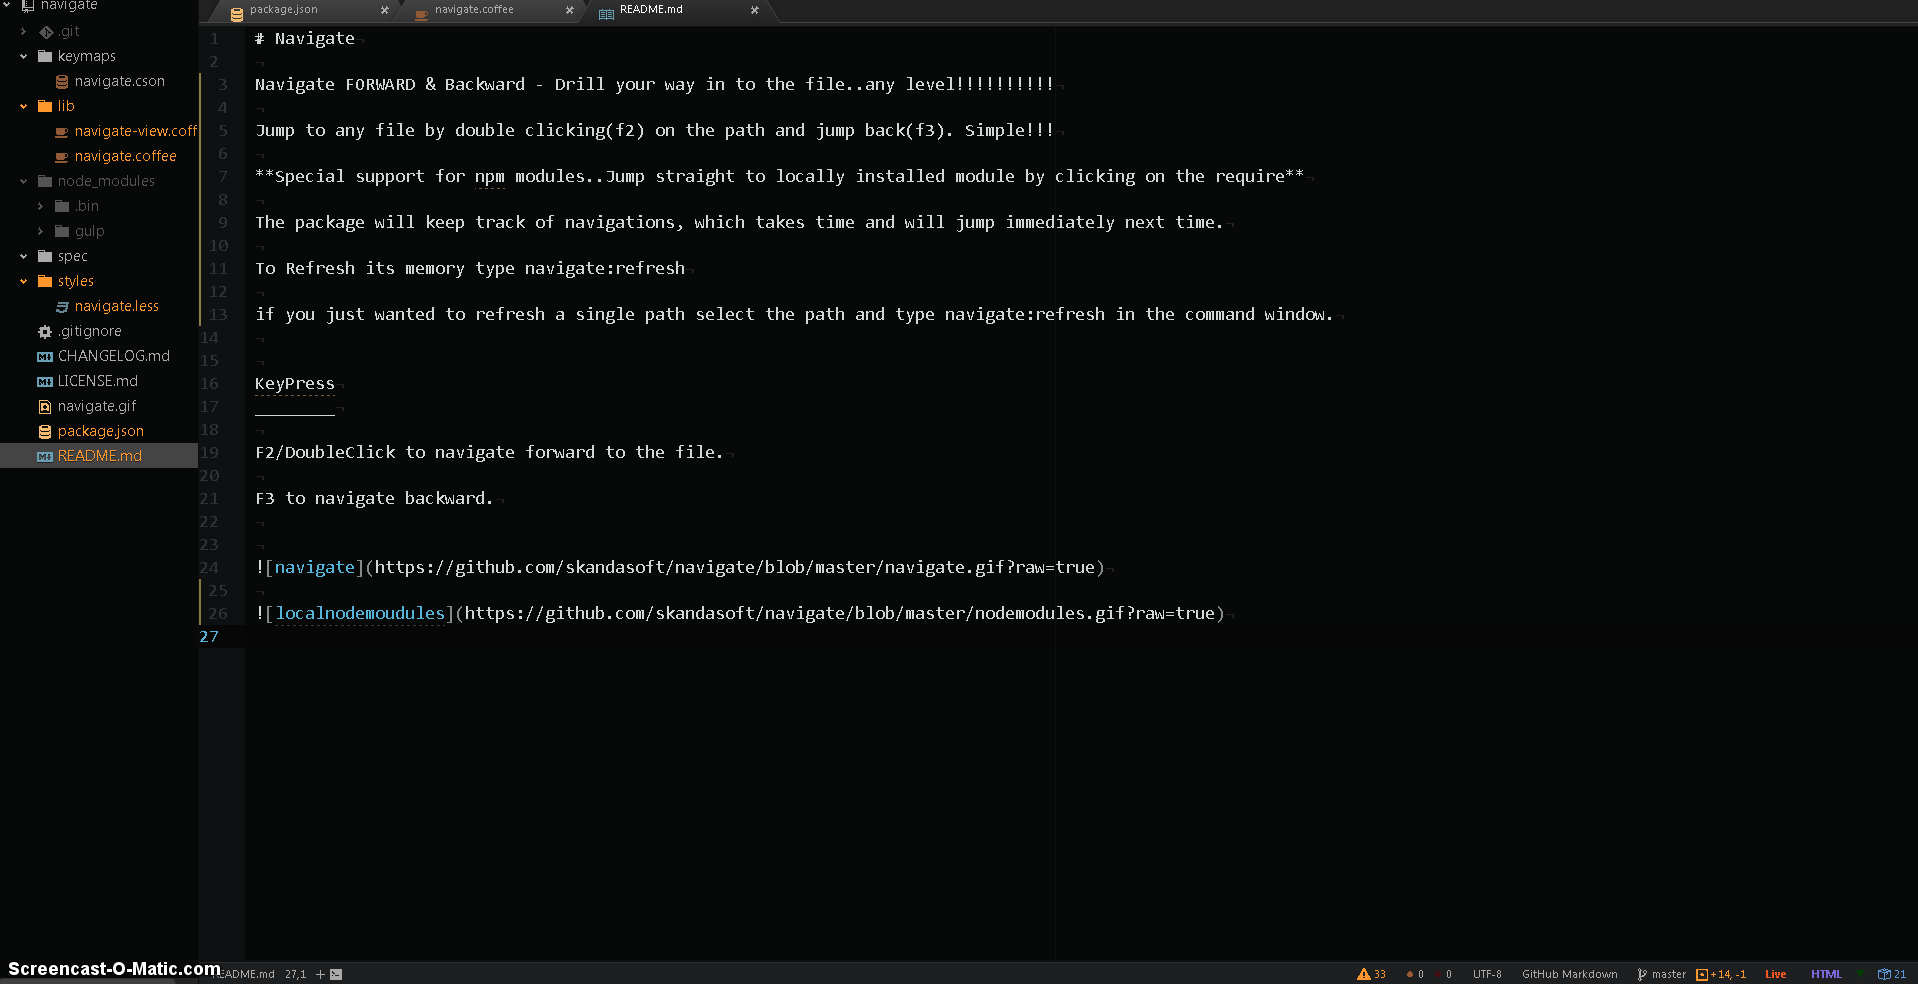 navigate
package.json
navigate.coffee
README.md
.git
keymaps
navigate.cson
lib
navigate-view.coff
navigate.coffee
node_modules
.bin
gulp
spec
styles
navigate.less
.gitignore
CHANGELOG.md
LICENSE.md
navigate.gif
package.json
README.md
1 # Navigate
2
3 Navigate FORWARD & Backward - Drill your way in to the file..any level!!!!!!!!!!
4
5 Jump to any file by double clicking(f2) on the path and jump back(f3). Simple!!!
6
7 **Special support for npm modules..Jump straight to locally installed module by clicking on the require**
8
9 The package will keep track of navigations, which takes time and will jump immediately next time.
10
11 To Refresh its memory type navigate:refresh
12
13 if you just wanted to refresh a single path select the path and type navigate:refresh in the command window.
14
15
16 KeyPress
17 ________
18
19 F2/DoubleClick to navigate forward to the file.
20
21 F3 to navigate backward.
22
23
24 ![navigate](https://github.com/skandasoft/navigate/blob/master/navigate.gif?raw=true)
25
26 ![localnodemoudules](https://github.com/skandasoft/navigate/blob/master/nodemodules.gif?raw=true)
27
Screencast-O-Matic.com
README.md 27,1 33 0 0 UTF-8 GitHub Markdown master +14, -1 Live HTML 21